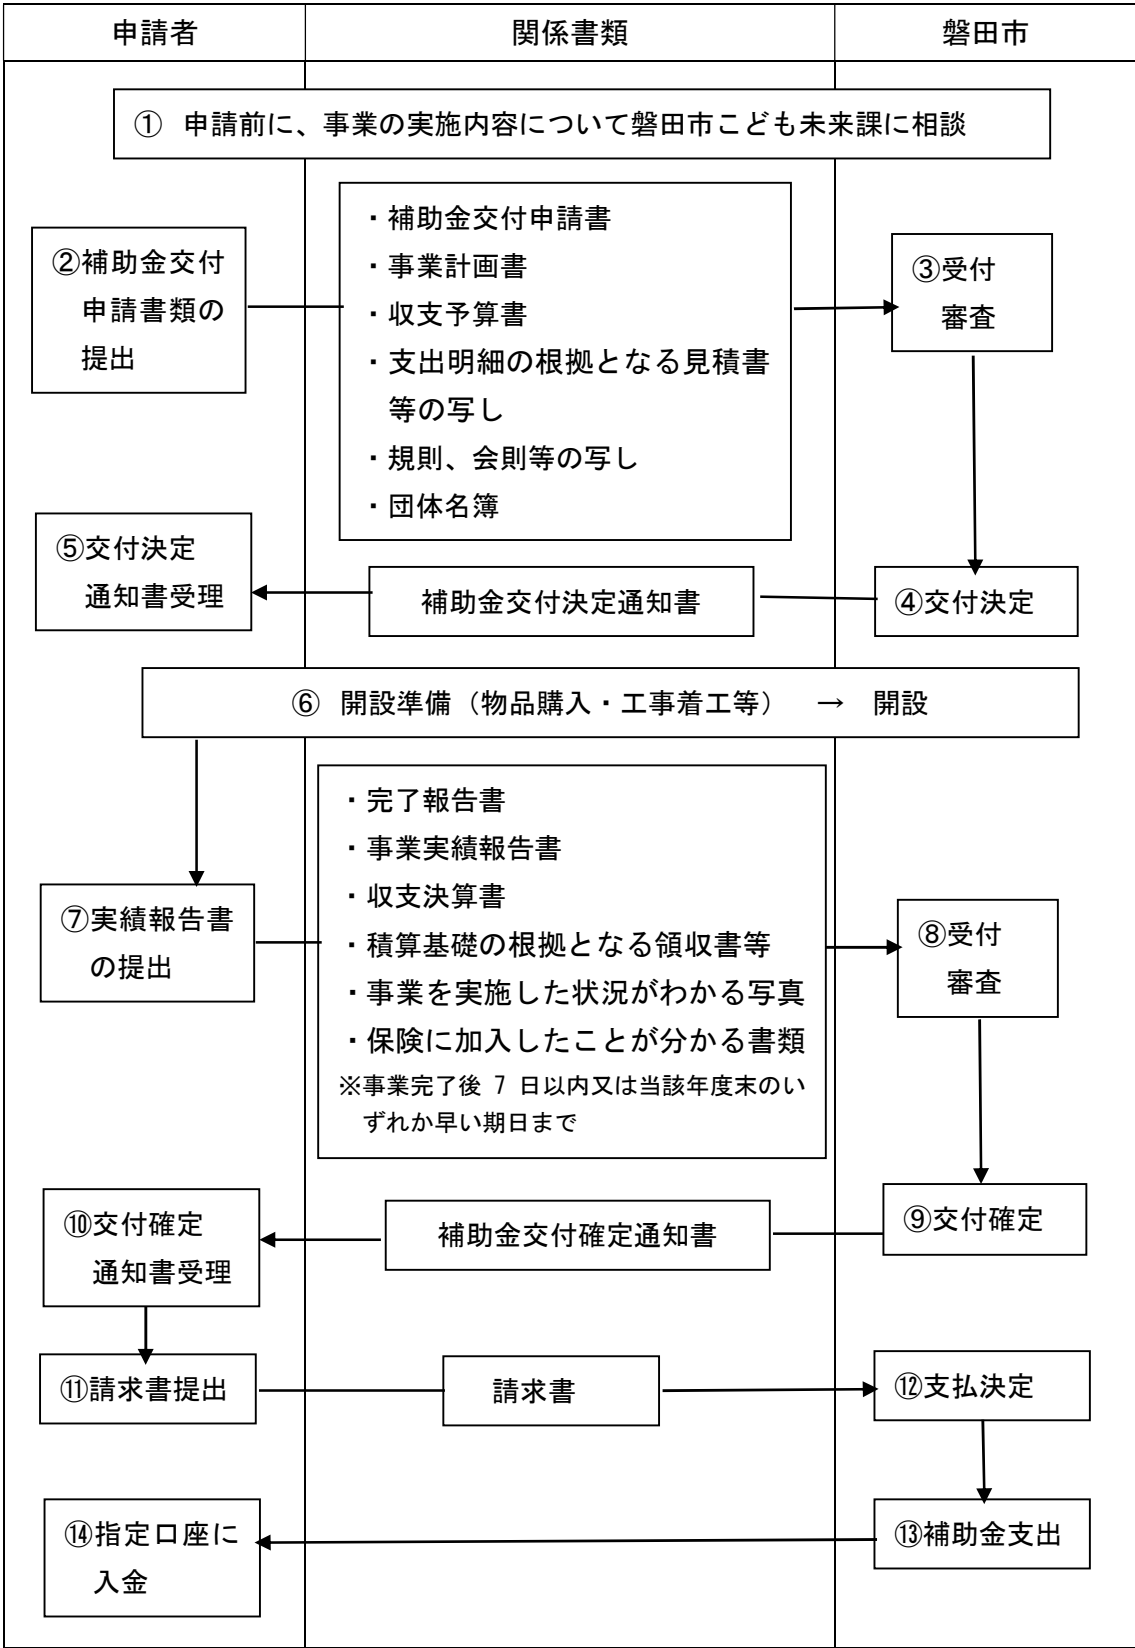 申請者
関係書類
磐田市
① 申請前に、事業の実施内容について磐田市こども未来課に相談
②補助金交付
申請書類の
提出
・補助金交付申請書
・事業計画書
・収支予算書
・支出明細の根拠となる見積書
等の写し
・規則、会則等の写し
・団体名簿
③受付
審査
⑤交付決定
通知書受理
補助金交付決定通知書
④交付決定
⑥ 開設準備（物品購入・工事着工等） → 開設
⑦実績報告書
の提出
・完了報告書
・事業実績報告書
・収支決算書
・積算基礎の根拠となる領収書等
・事業を実施した状況がわかる写真
・保険に加入したことが分かる書類
※事業完了後 7 日以内又は当該年度末のい
ずれか早い期日まで
⑧受付
審査
⑩交付確定
通知書受理
補助金交付確定通知書
⑨交付確定
⑪請求書提出
請求書
⑫支払決定
⑭指定口座に
入金
⑬補助金支出